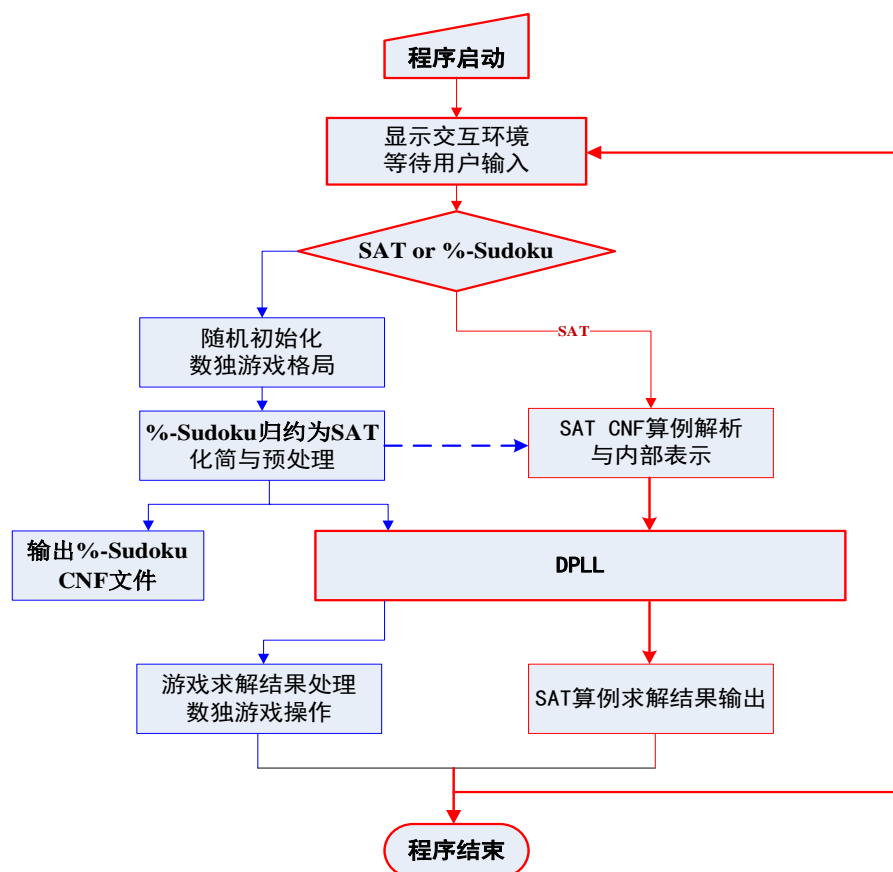 程序启动
显示交互环境
等待用户输入
SAT or %-Sudoku
随机初始化
数独游戏格局
SAT
%-Sudoku归约为SAT
化简与预处理
SAT CNF算例解析
与内部表示
输出%-Sudoku
CNF文件
DPLL
游戏求解结果处理
数独游戏操作
SAT算例求解结果输出
程序结束